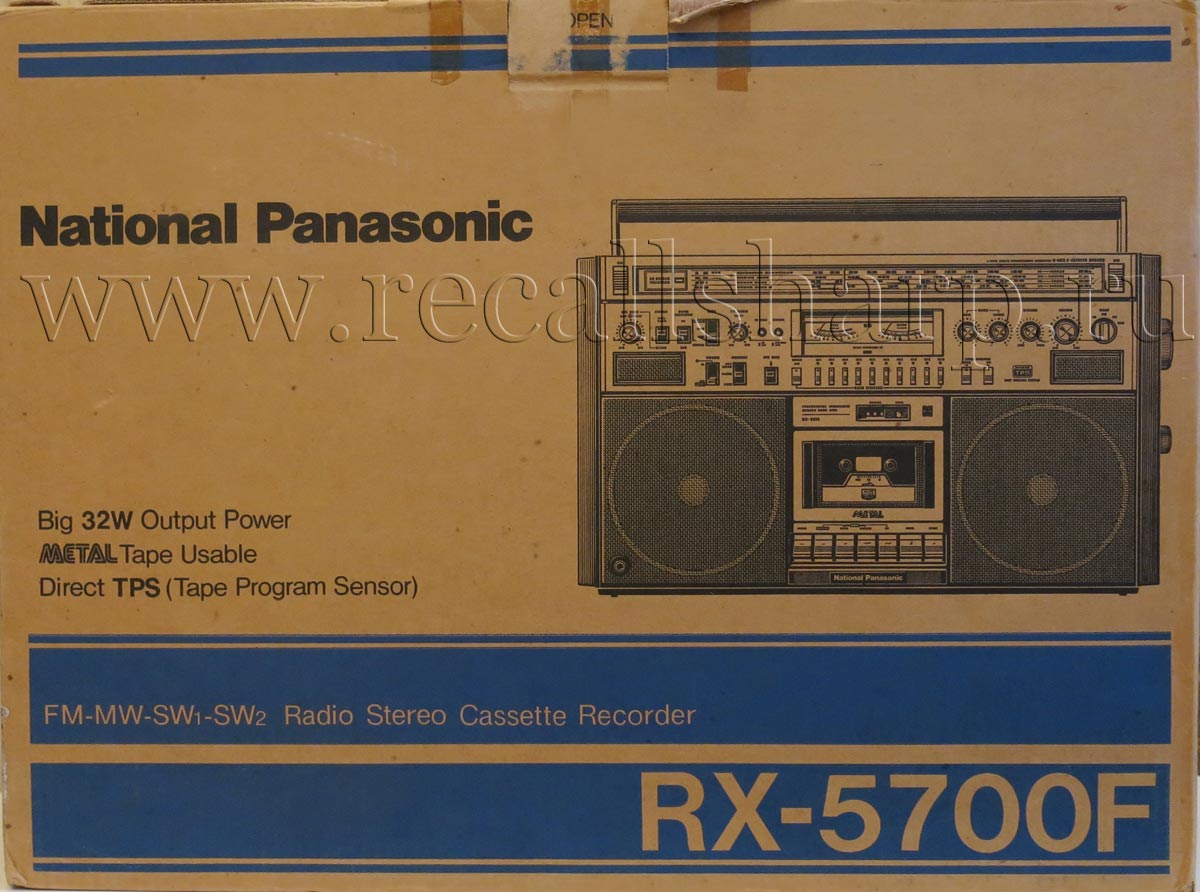 OPEN
National Panasonic
www.recallsharp.ru
Big 32W Output Power
METAL Tape Usable
Direct TPS (Tape Program Sensor)
TPS
METAL
National Panasonic
FM-MW-SW1-SW2 Radio Stereo Cassette Recorder
RX-5700F